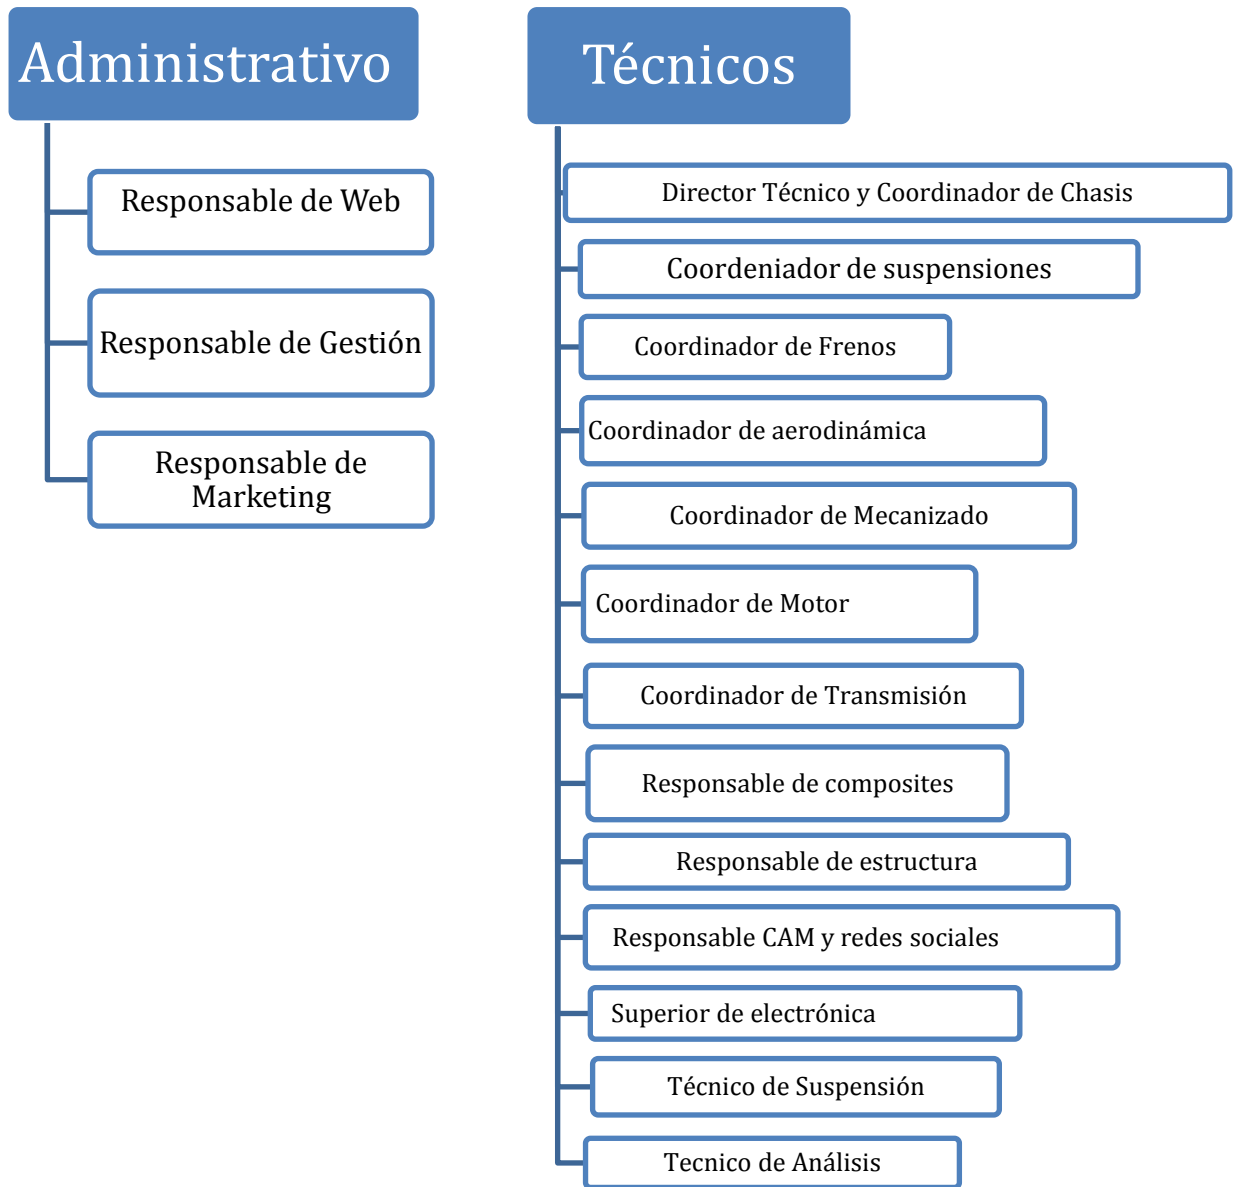 Administrativo
Responsable de Web
Responsable de Gestión
Responsable de
Marketing
Técnicos
Director Técnico y Coordinador de Chasis
Coordeniador de suspensiones
Coordinador de Frenos
Coordinador de aerodinámica
Coordinador de Mecanizado
Coordinador de Motor
Coordinador de Transmisión
Responsable de composites
Responsable de estructura
Responsable CAM y redes sociales
Superior de electrónica
Técnico de Suspensión
Tecnico de Análisis